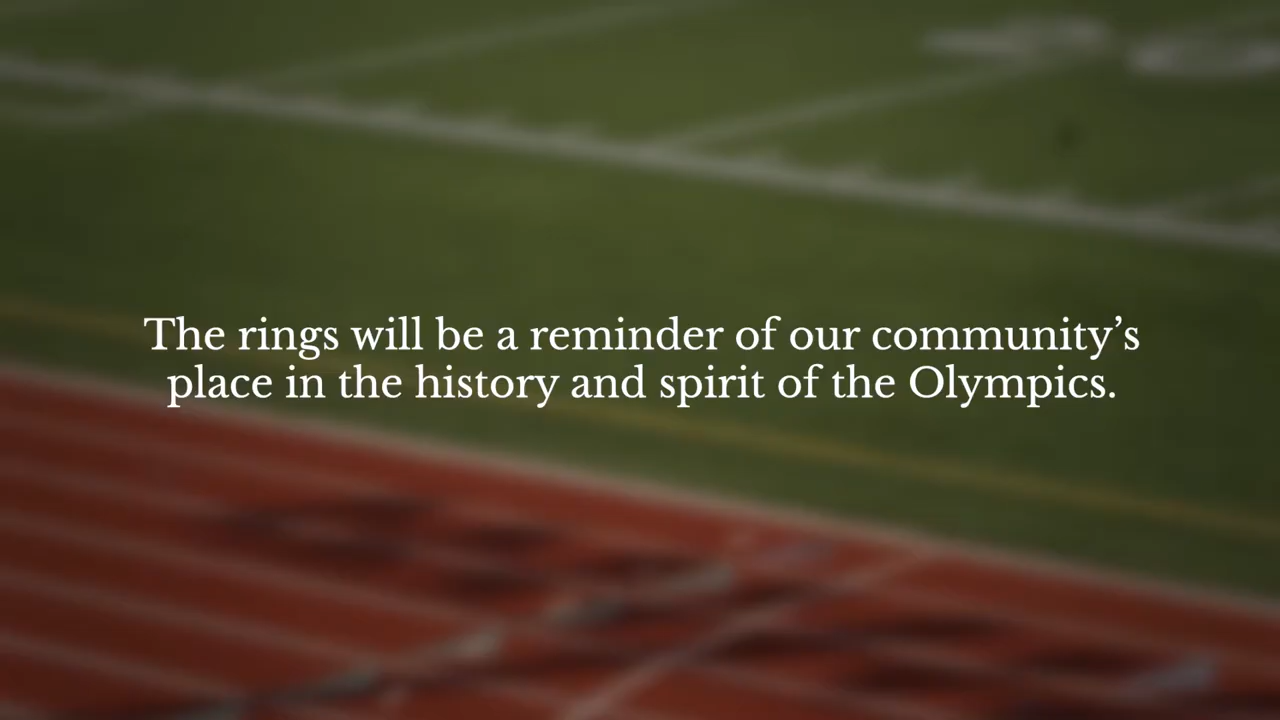 The rings will be a reminder of our community’s
place in the history and spirit of the Olympics.